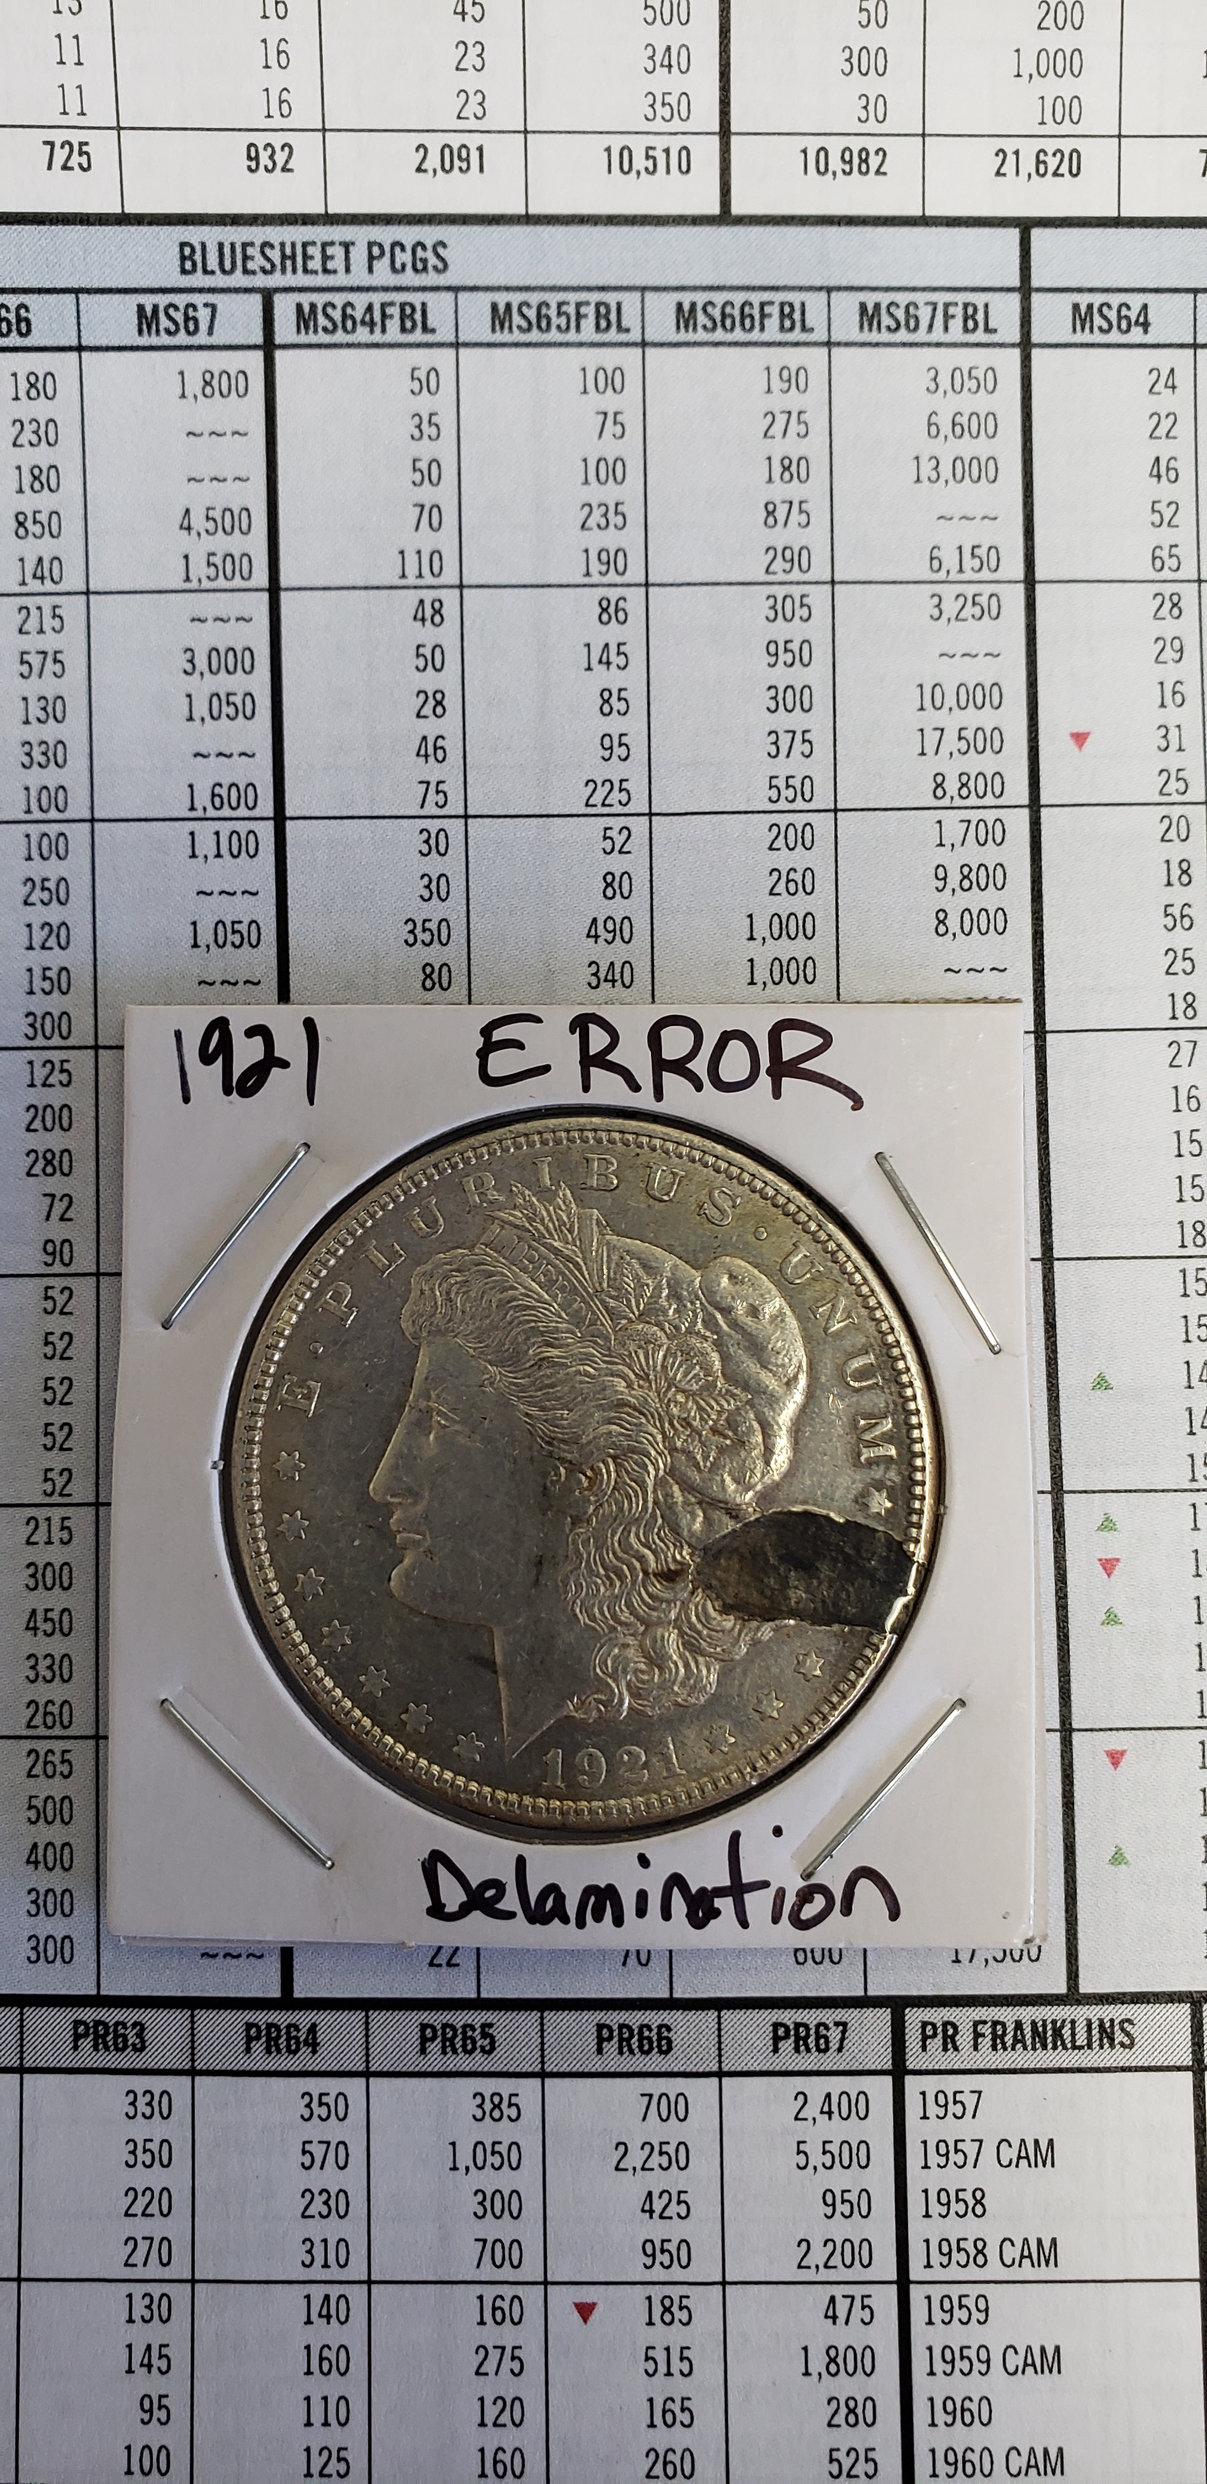 13 16 45 500 50 200
11 16 23 340 300 1,000
11 16 23 350 30 100
725 932 2,091 10,510 10,982 21,620
BLUESHEET PCGS
66 MS67 MS64FBL MS65FBL MS66FBL MS67FBL MS64
180 1,800 50 100 190 3,050 24
230 ~~~ 35 75 275 6,600 22
180 ~~~ 50 100 180 13,000 46
850 4,500 70 235 875 ~~~ 52
140 1,500 110 190 290 6,150 65
215 ~~~ 48 86 305 3,250 28
575 3,000 50 145 950 ~~~ 29
130 1,050 28 85 300 10,000 16
330 ~~~ 46 95 375 17,500 31
100 1,600 75 225 550 8,800 25
100 1,100 30 52 200 1,700 20
250 ~~~ 30 80 260 9,800 18
120 1,050 350 490 1,000 8,000 56
150 ~~~ 80 340 1,000 ~~~ 25
300 18
125 27
200 16
280 15
72 15
90 18
52
52
52
52
52
215
300
450
330
260
265
500
400
300
300 ~~~ 22 70 600 17,500
1921 ERROR
E · PLURIBUS · UNUM
LIBERTY
1921
Delamination
PR63 PR64 PR65 PR66 PR67 PR FRANKLINS
330 350 385 700 2,400 1957
350 570 1,050 2,250 5,500 1957 CAM
220 230 300 425 950 1958
270 310 700 950 2,200 1958 CAM
130 140 160 185 475 1959
145 160 275 515 1,800 1959 CAM
95 110 120 165 280 1960
100 125 160 260 525 1960 CAM